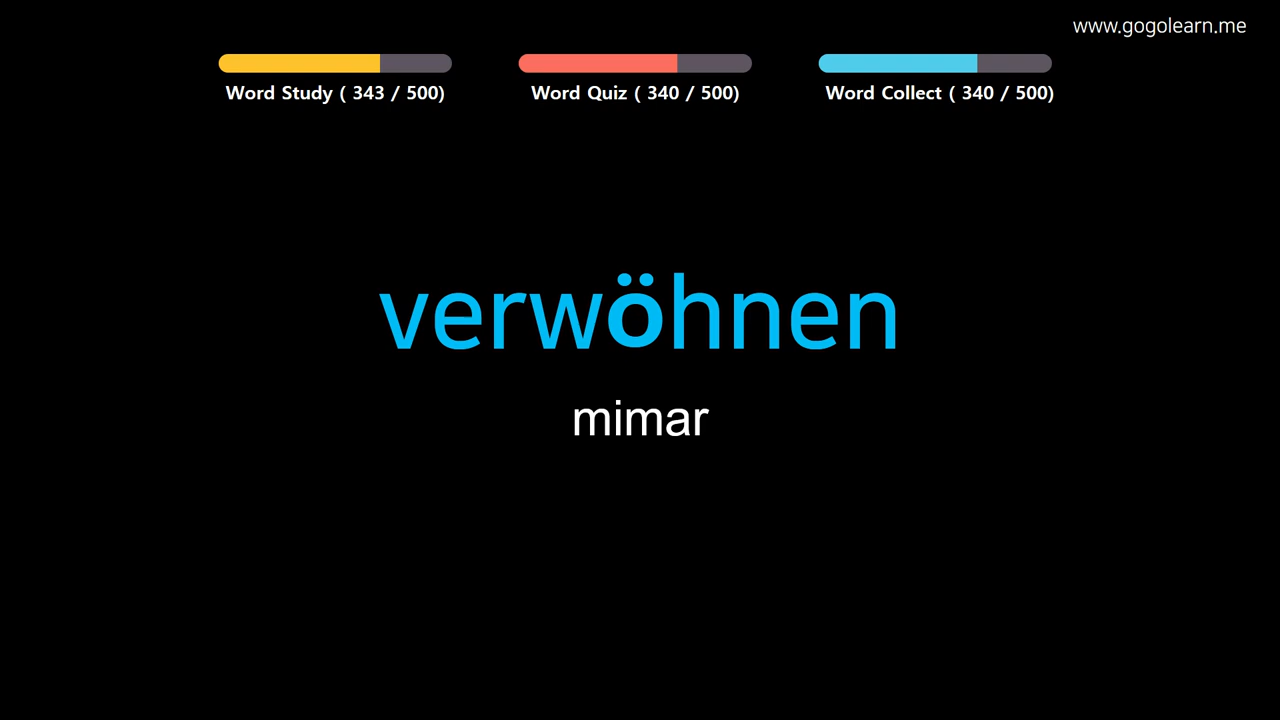 www.gogolearn.me
Word Study ( 343 / 500)
Word Quiz ( 340 / 500)
Word Collect ( 340 / 500)
verwöhnen
mimar